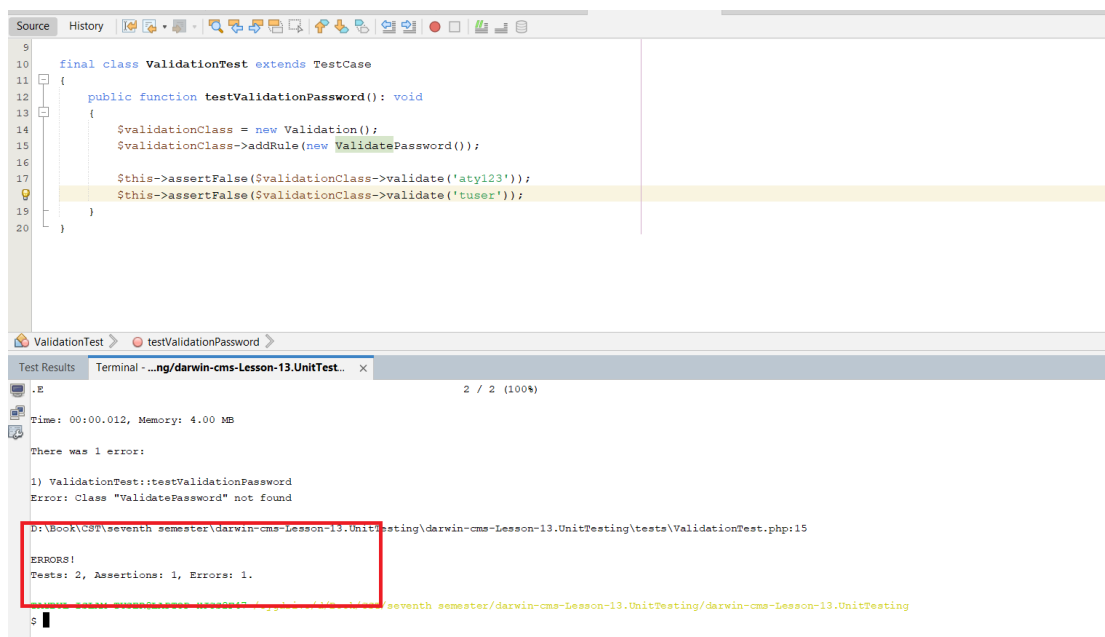 Source History
9
10 final class ValidationTest extends TestCase
11 {
12 public function testValidationPassword(): void
13 {
14 $validationClass = new Validation();
15 $validationClass->addRule(new ValidatePassword());
16
17 $this->assertFalse($validationClass->validate('aty123'));
$this->assertFalse($validationClass->validate('tuser'));
19 }
20 }
ValidationTest testValidationPassword
Test Results Terminal - ...ng/darwin-cms-Lesson-13.UnitTest... ×
.E 2 / 2 (100%)
Time: 00:00.012, Memory: 4.00 MB
There was 1 error:
1) ValidationTest::testValidationPassword
Error: Class "ValidatePassword" not found
D:\Book\CST\seventh semester\darwin-cms-Lesson-13.UnitTesting\darwin-cms-Lesson-13.UnitTesting\tests\ValidationTest.php:15
ERRORS!
Tests: 2, Assertions: 1, Errors: 1.
/seventh semester/darwin-cms-Lesson-13.UnitTesting/darwin-cms-Lesson-13.UnitTesting
$